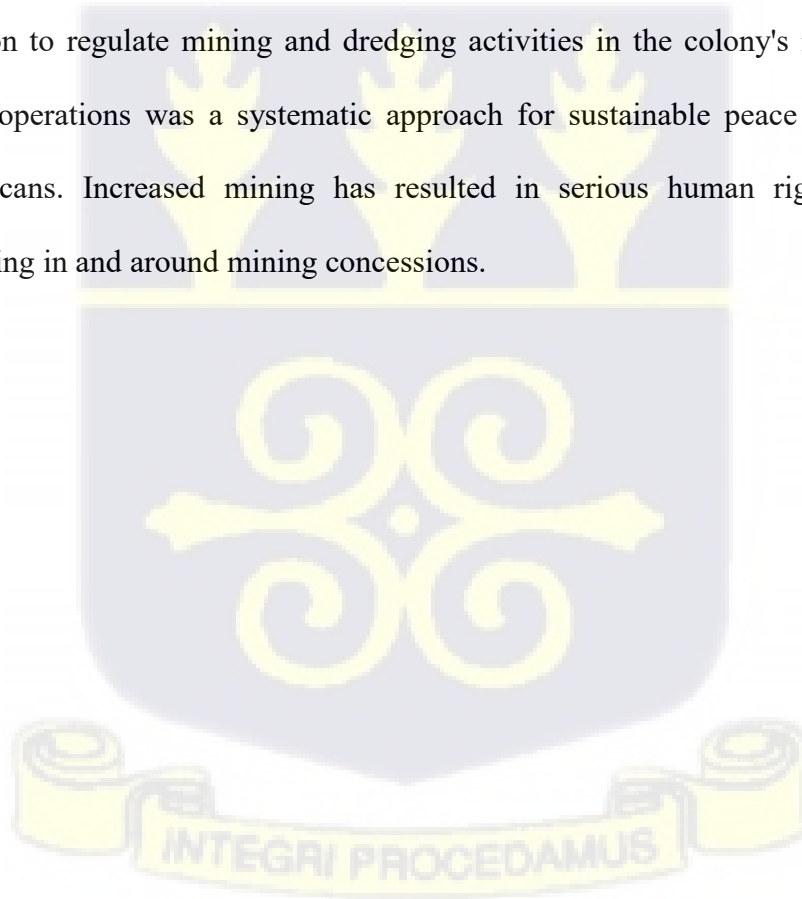 on to regulate mining and dredging activities in the colony's
operations was a systematic approach for sustainable peace
cans. Increased mining has resulted in serious human rig
ing in and around mining concessions.
INTEGRI PROCEDAMUS